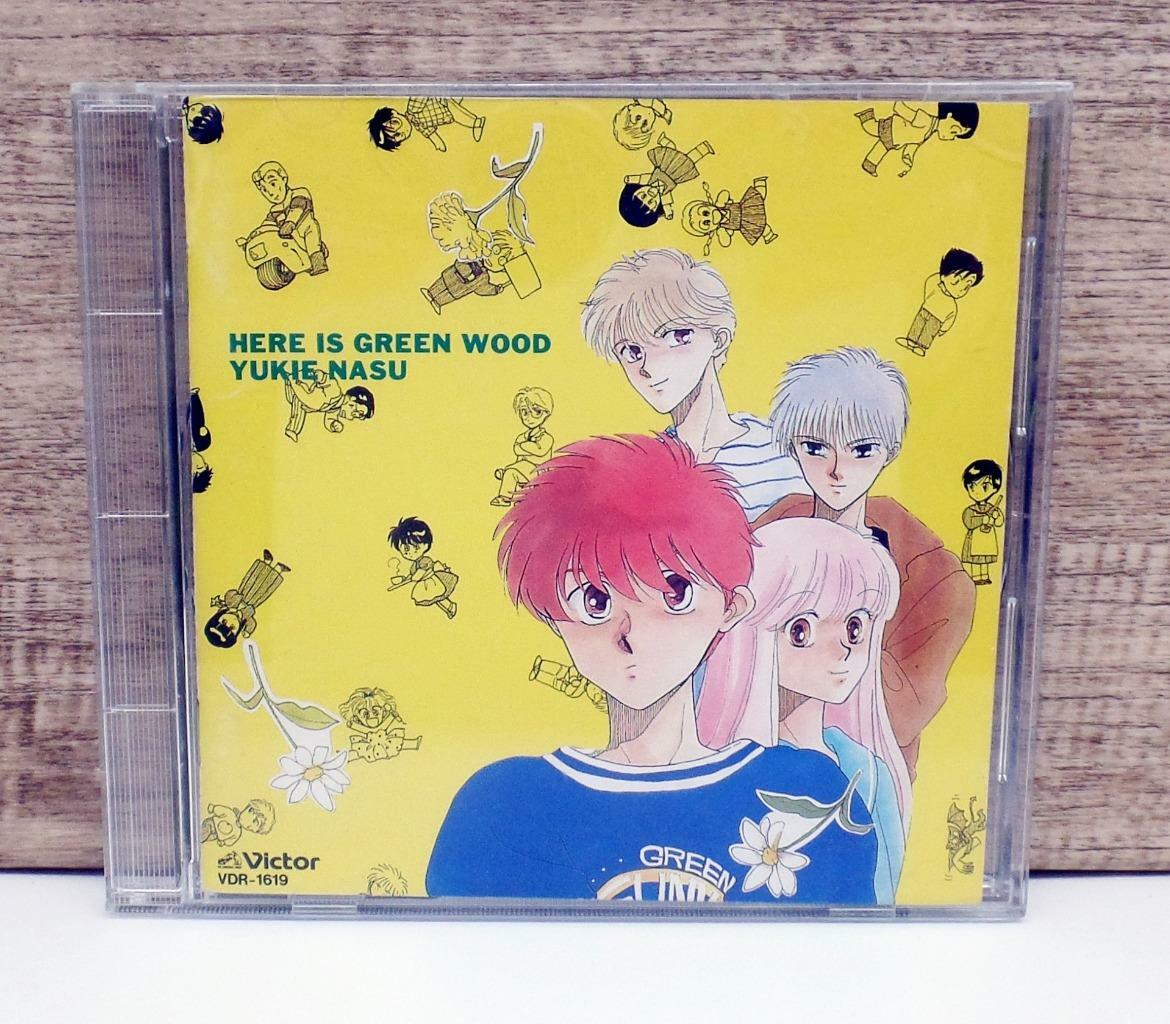 HERE IS GREEN WOOD
YUKIE NASU
GREEN
Victor
VDR-1619